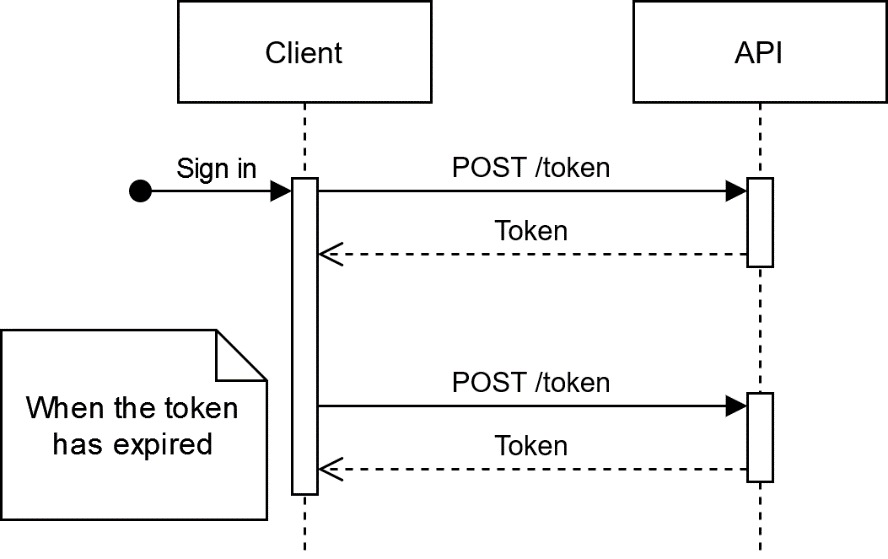 Client
API
Sign in
POST /token
Token
When the token
has expired
POST /token
Token